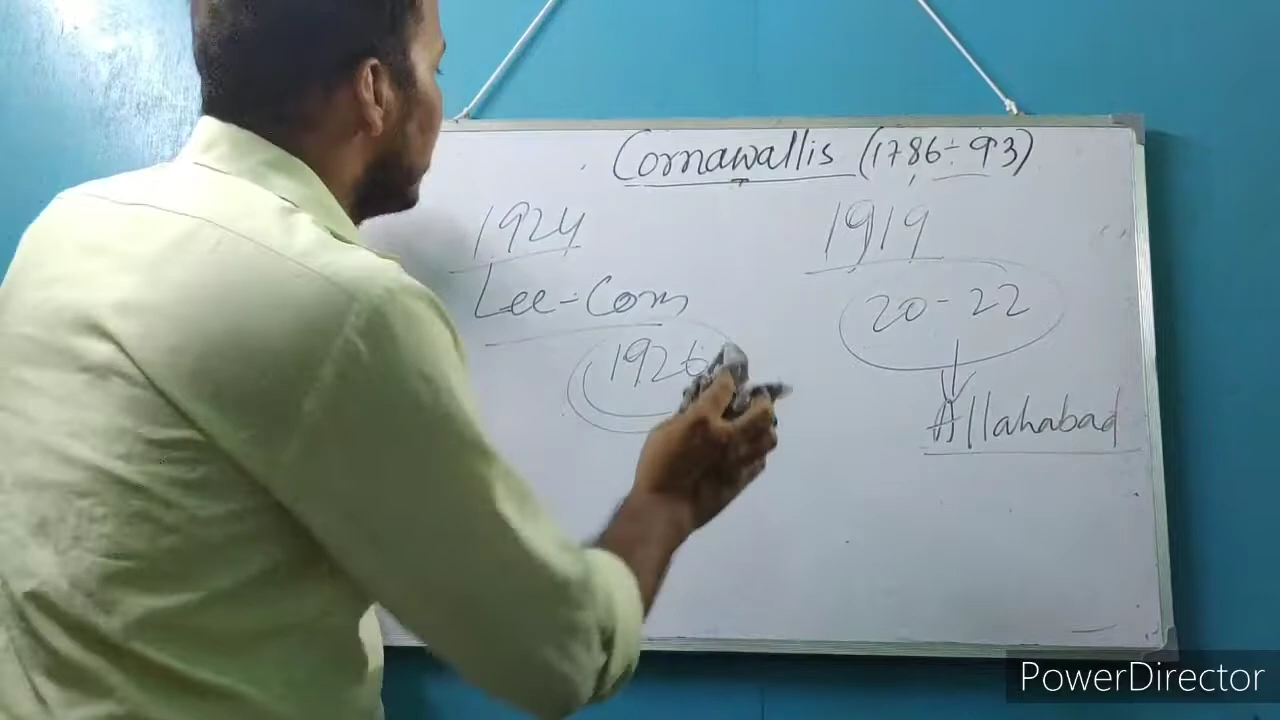 Cornawallis (1786-93)
1924
Lee-Com
1926
1919
20-22
Allahabad
PowerDirector